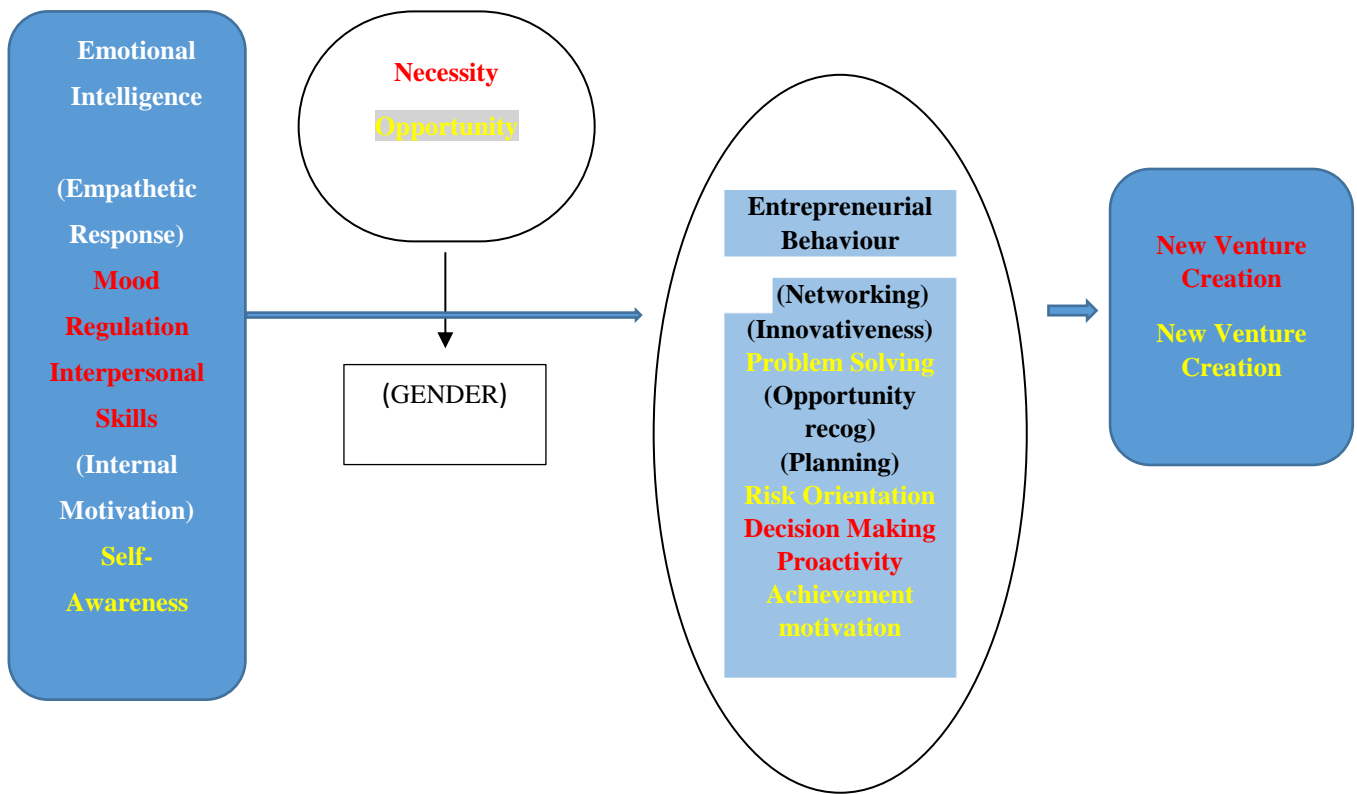 Emotional
Intelligence
(Empathetic
Response)
Mood
Regulation
Interpersonal
Skills
(Internal
Motivation)
Self-
Awareness
Necessity
Opportunity
(GENDER)
Entrepreneurial
Behaviour
(Networking)
(Innovativeness)
Problem Solving
(Opportunity
recog)
(Planning)
Risk Orientation
Decision Making
Proactivity
Achievement
motivation
New Venture
Creation
New Venture
Creation